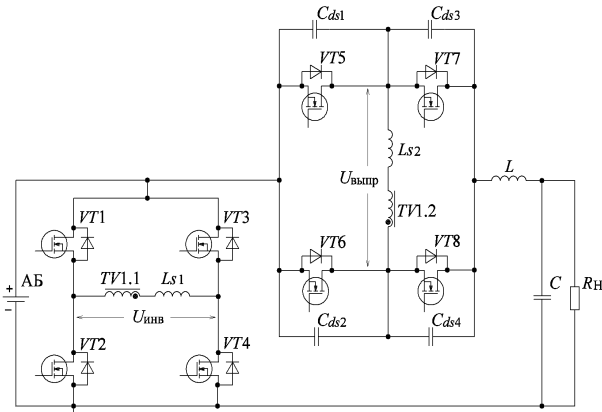 Cds1 Cds3
VT5 VT7
Ls2
Uвыпр
L
TV1.2
VT1 VT3
VT6 VT8
TV1.1 Ls1
+ АБ
−
C Rн
Uинв
Cds2 Cds4
VT2 VT4